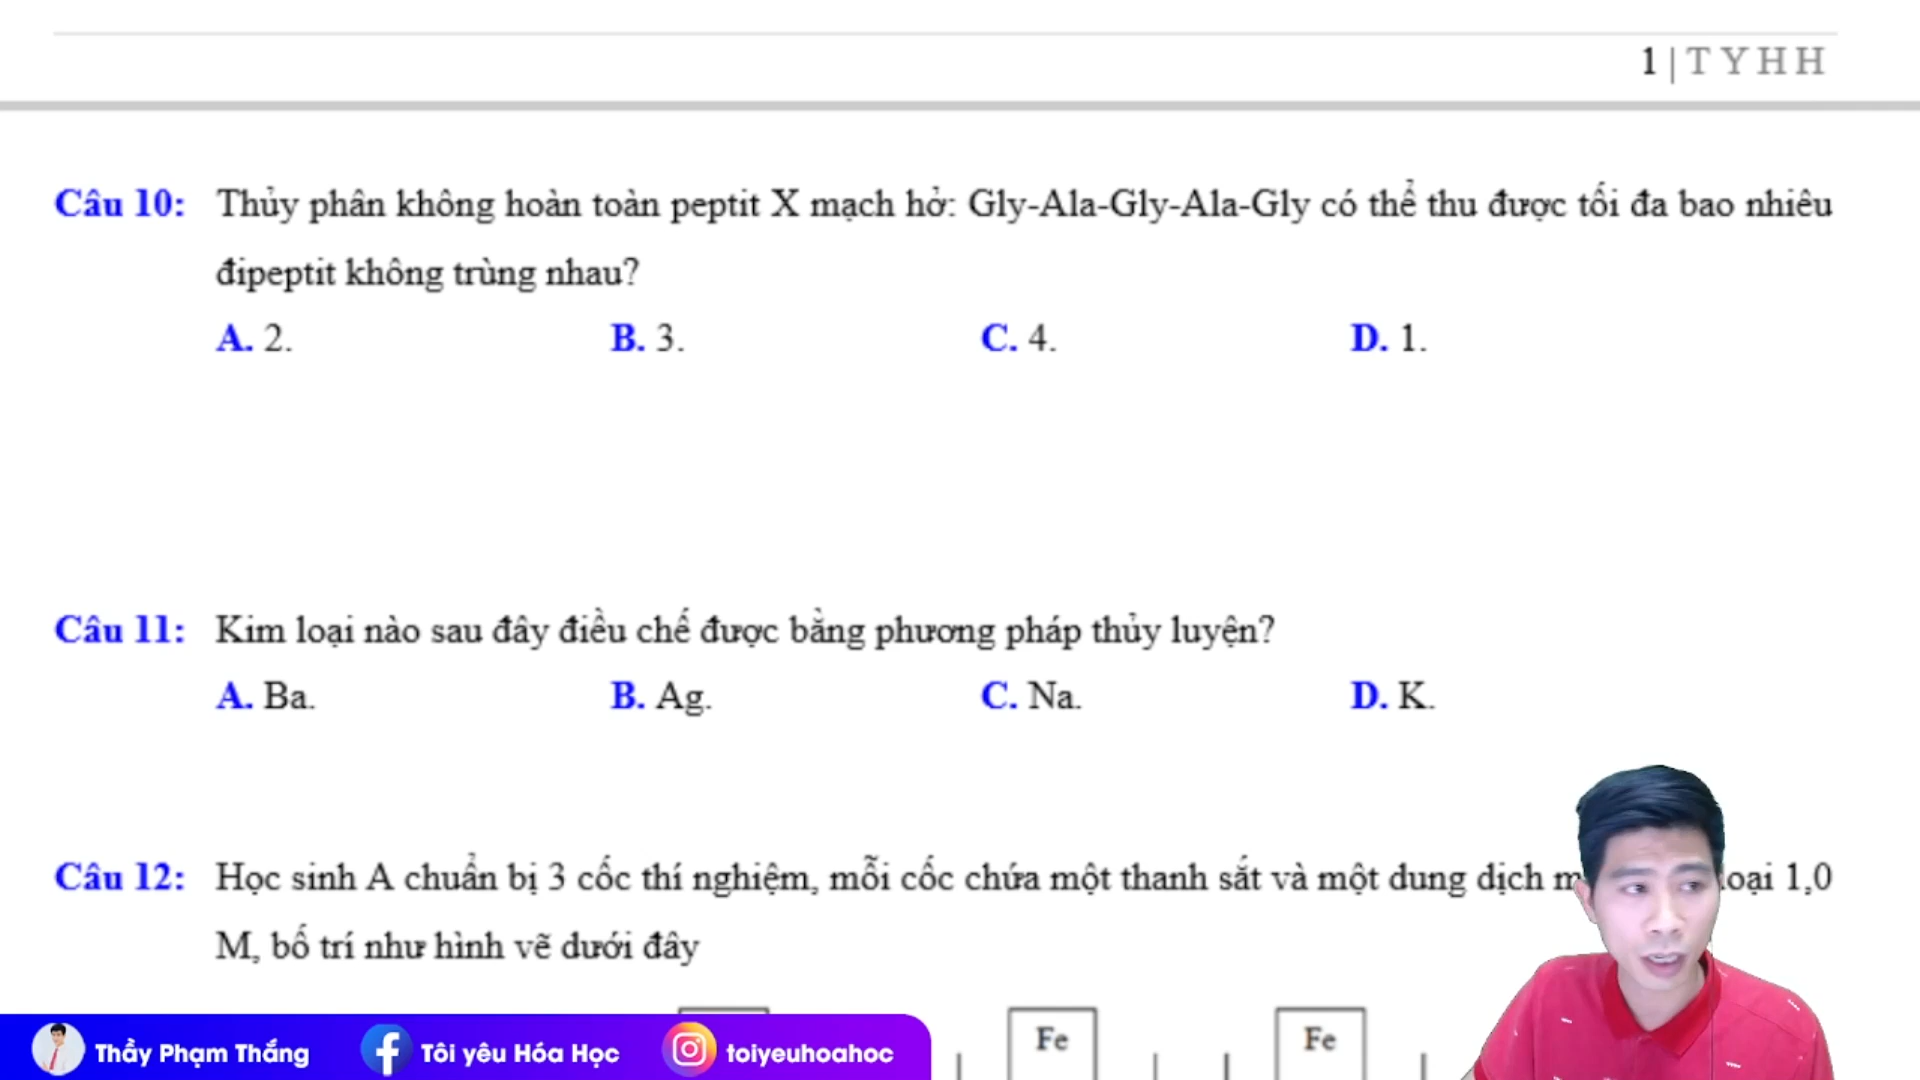 1 | T Y H H
Câu 10: Thủy phân không hoàn toàn peptit X mạch hở: Gly-Ala-Gly-Ala-Gly có thể thu được tối đa bao nhiêu
đipeptit không trùng nhau?
A. 2. B. 3. C. 4. D. 1.
Câu 11: Kim loại nào sau đây điều chế được bằng phương pháp thủy luyện?
A. Ba. B. Ag. C. Na. D. K.
Câu 12: Học sinh A chuẩn bị 3 cốc thí nghiệm, mỗi cốc chứa một thanh sắt và một dung dịch loại 1,0
M, bố trí như hình vẽ dưới đây
Fe Fe
Thầy Phạm Thắng Tôi yêu Hóa Học toiyeuhoahoc